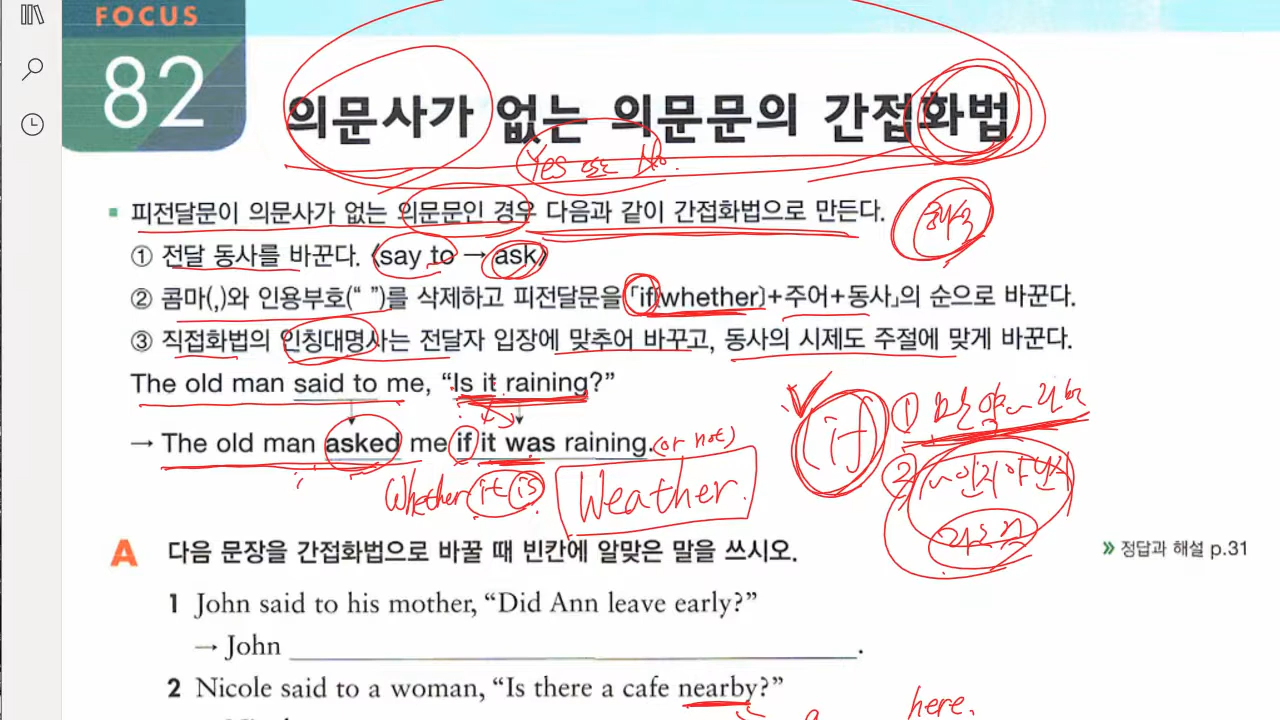 FOCUS
82
의문사가 없는 의문문의 간접화법
Yes 또는 No.
피전달문이 의문사가 없는 의문문인 경우 다음과 같이 간접화법으로 만든다.
① 전달 동사를 바꾼다. (say to → ask)
② 콤마(,)와 인용부호(“ ”)를 삭제하고 피전달문을 「if[whether]+주어+동사」의 순으로 바꾼다.
③ 직접화법의 인칭대명사는 전달자 입장에 맞추어 바꾸고, 동사의 시제도 주절에 맞게 바꾼다.
The old man said to me, “Is it raining?”
→ The old man asked me if it was raining. (or not)
Whether it is
Weather.
(if)
①
②
~인지 아닌지
A 다음 문장을 간접화법으로 바꿀 때 빈칸에 알맞은 말을 쓰시오.
» 정답과 해설 p.31
1 John said to his mother, “Did Ann leave early?”
→ John .
2 Nicole said to a woman, “Is there a cafe nearby?”
here.